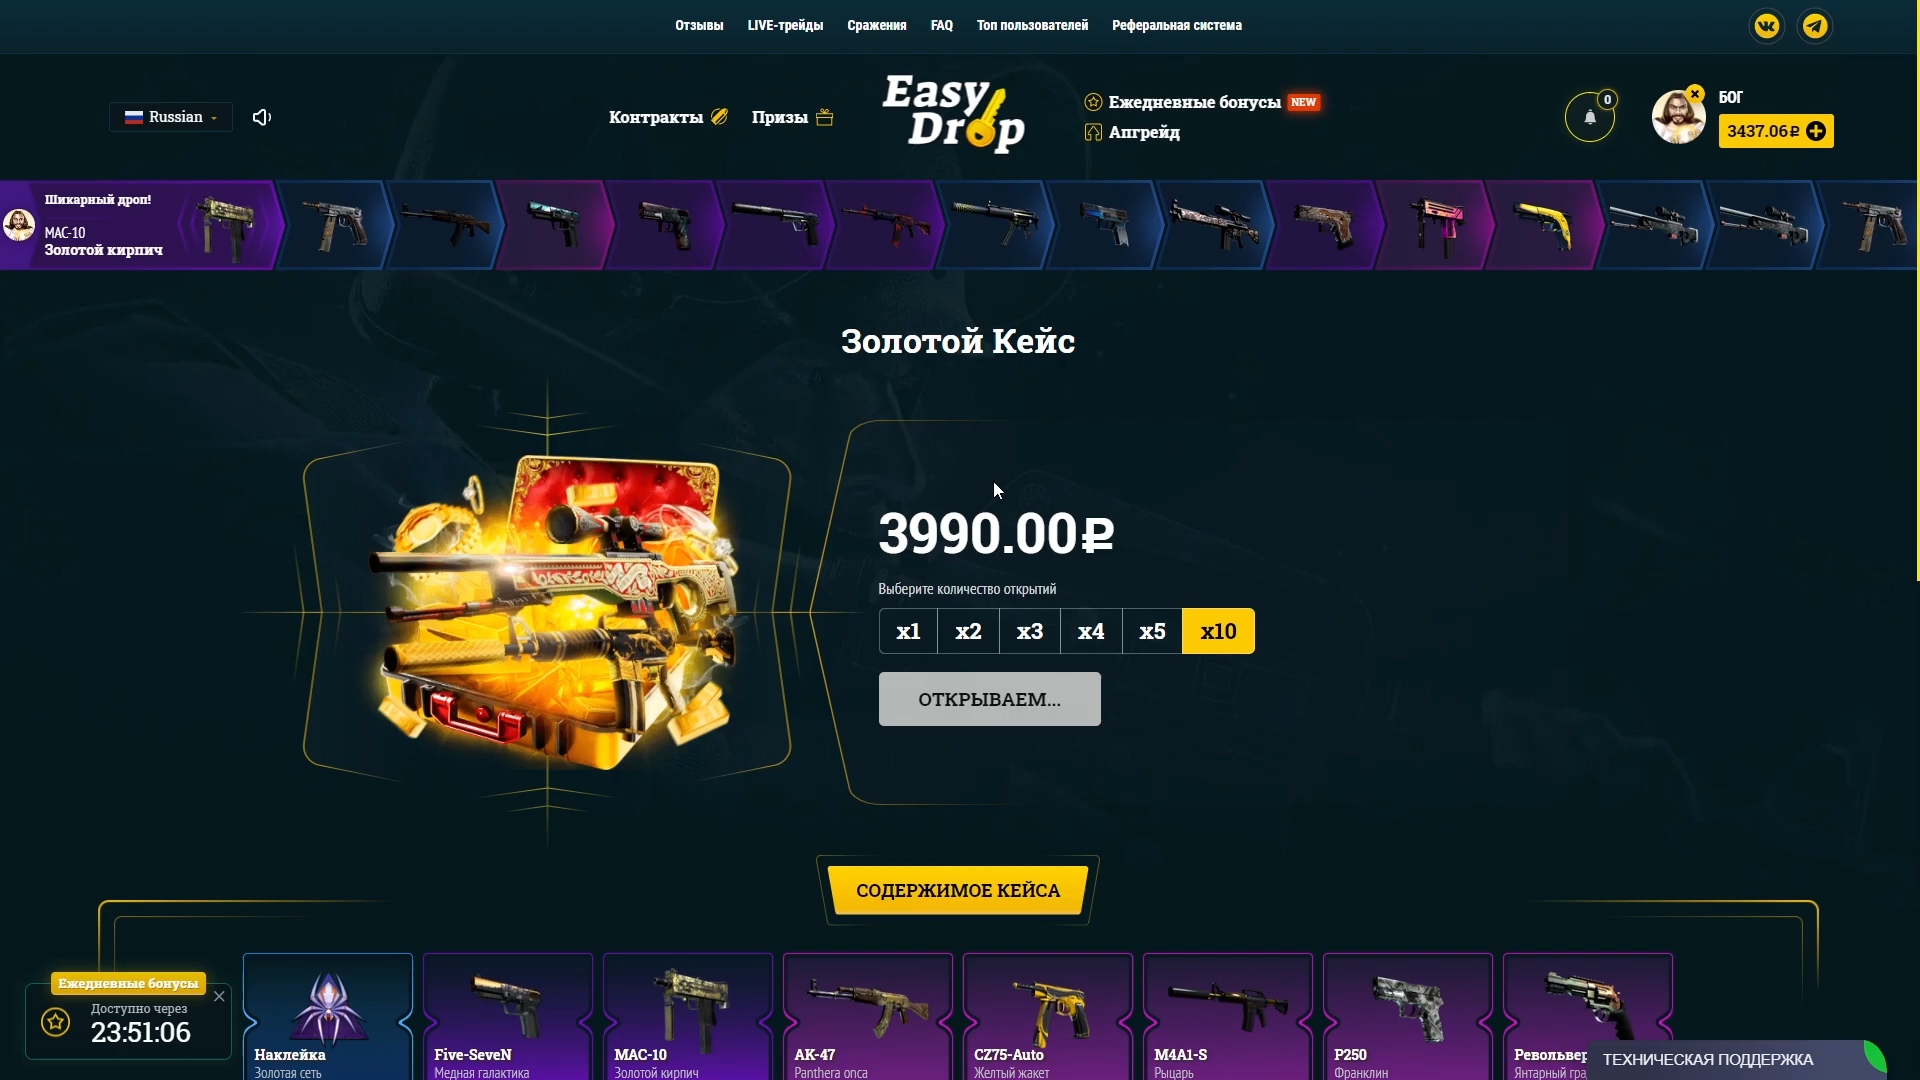 Отзывы LIVE-трейды Сражения FAQ Топ пользователей Реферальная система
Russian
Контракты Призы
Easy Drop
Ежедневные бонусы NEW
Апгрейд
0
БОГ
3437.06₽
Шикарный дроп!
MAC-10
Золотой кирпич
Золотой Кейс
3990.00₽
Выберите количество открытий
x1 x2 x3 x4 x5 x10
ОТКРЫВАЕМ...
СОДЕРЖИМОЕ КЕЙСА
Ежедневные бонусы
Доступно через
23:51:06
Наклейка
Золотая сеть
Five-SeveN
Медная галактика
MAC-10
Золотой кирпич
AK-47
Panthera onca
CZ75-Auto
Желтый жакет
M4A1-S
Рыцарь
P250
Франклин
Револьвер
Янтарный гра
ТЕХНИЧЕСКАЯ ПОДДЕРЖКА